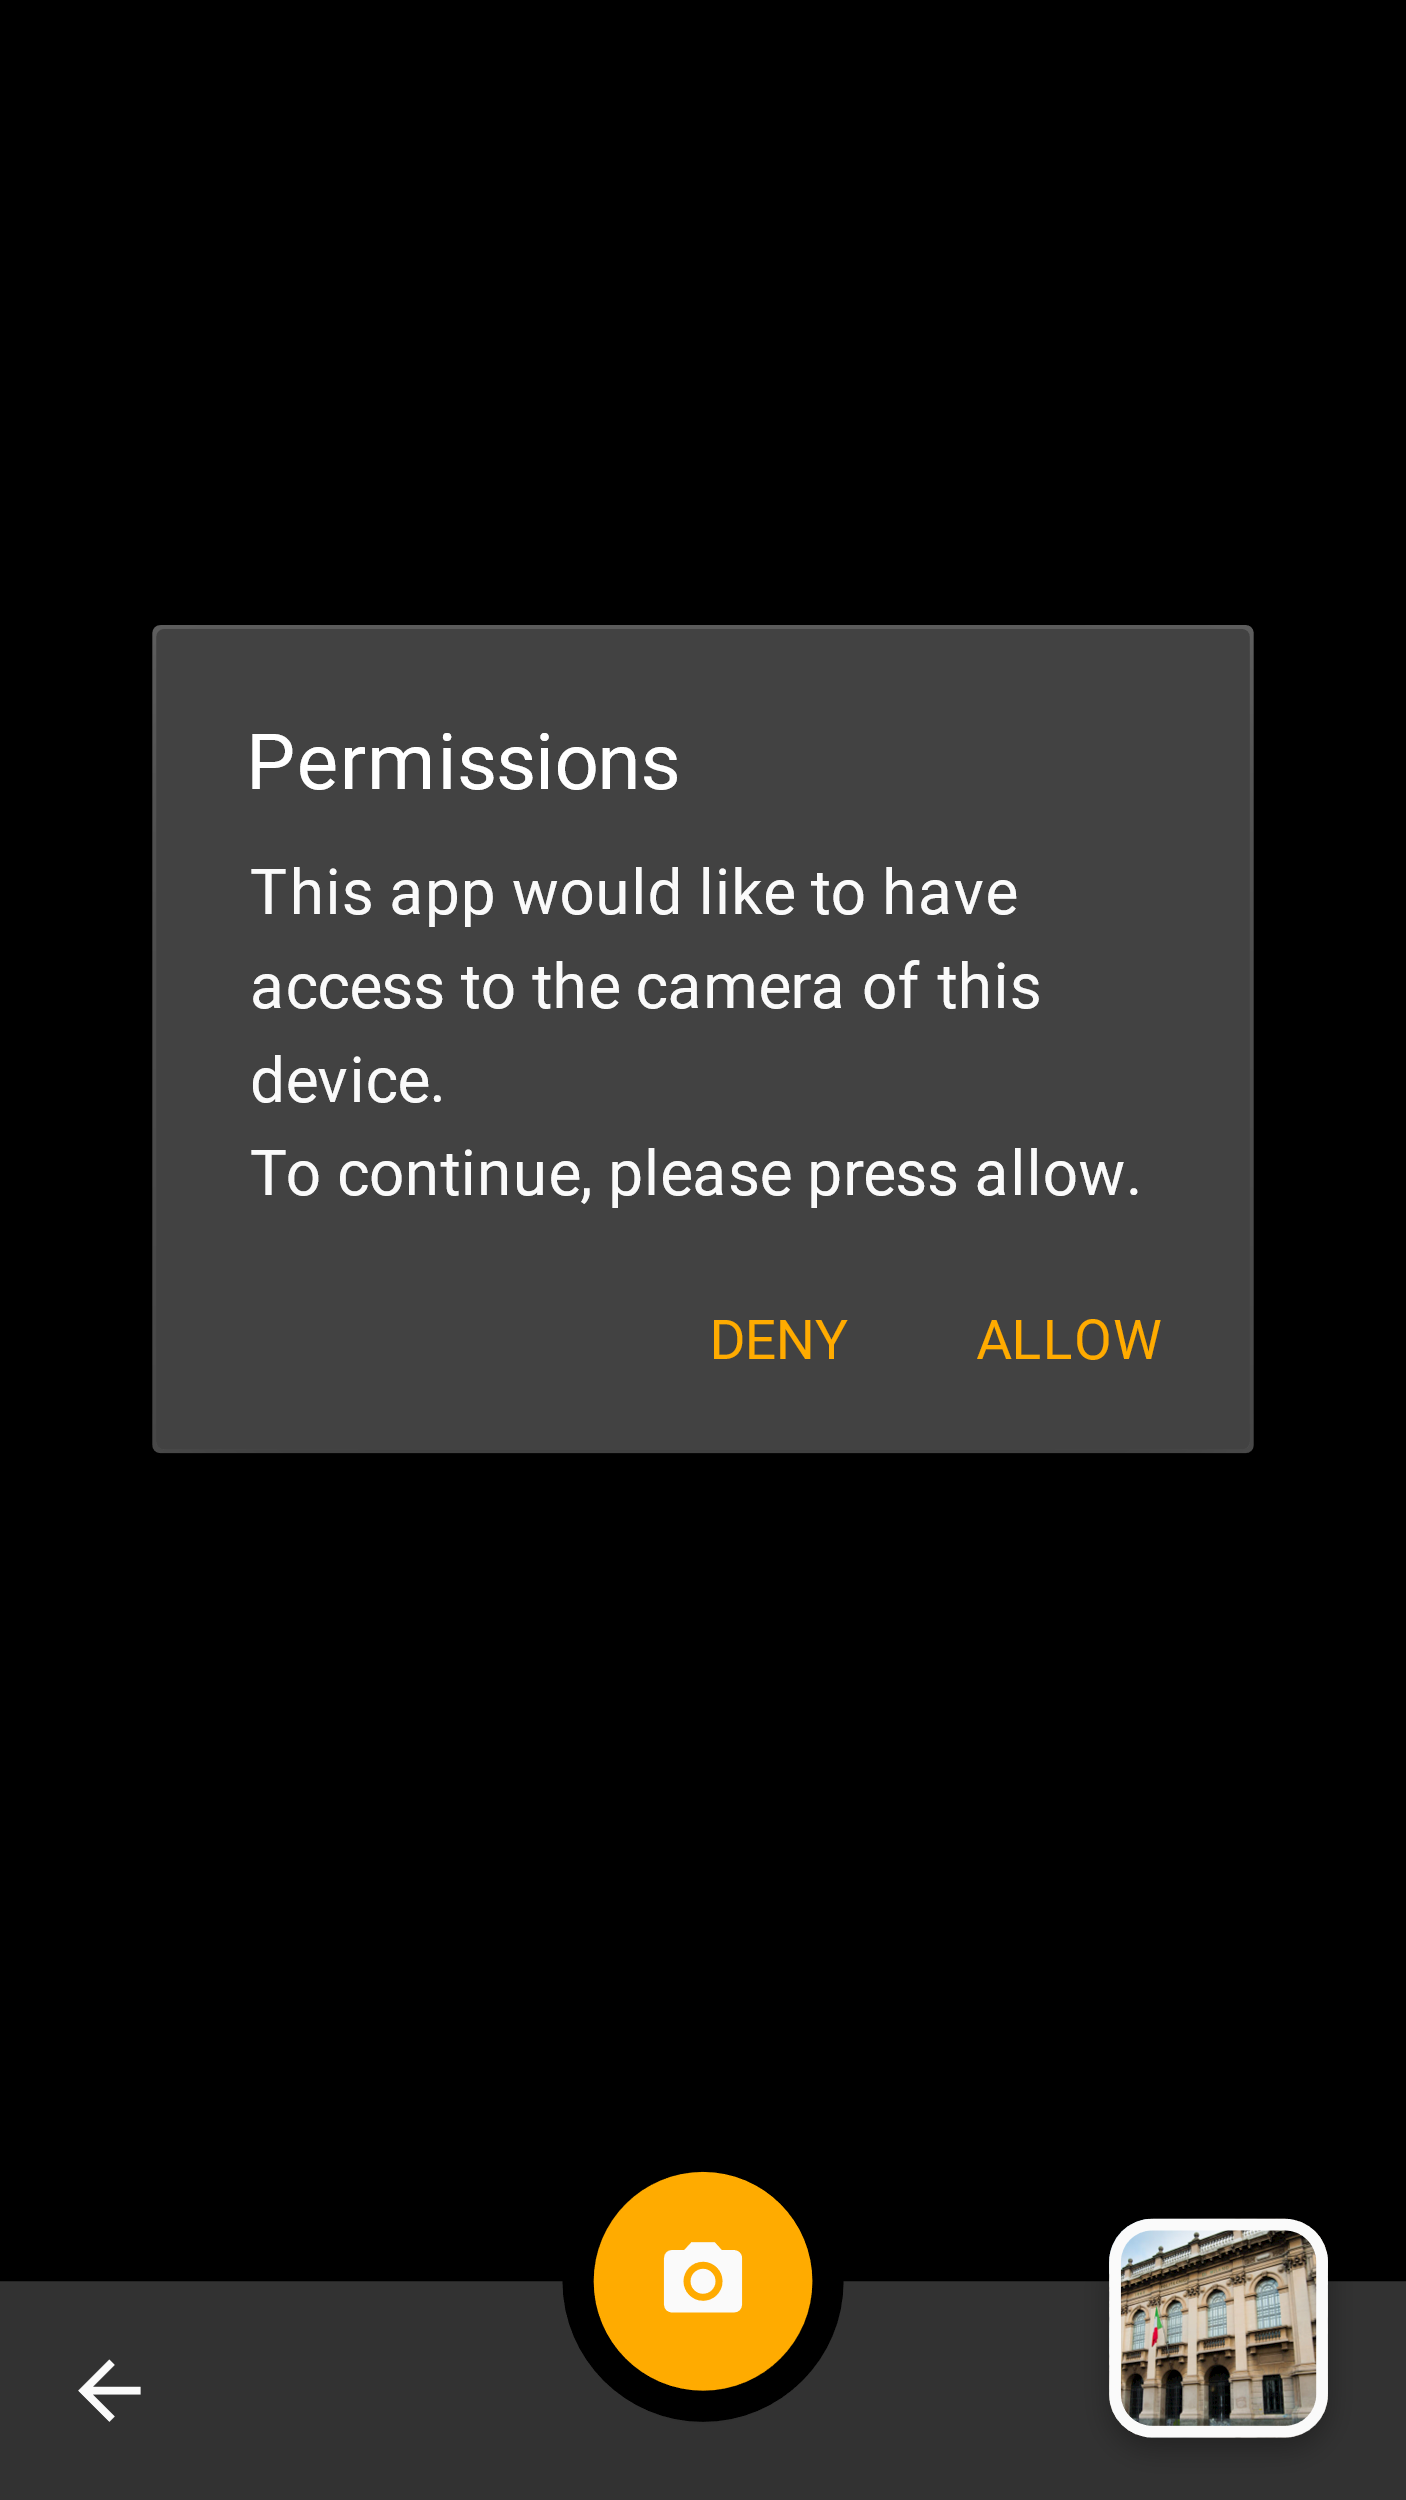 Permissions
This app would like to have
access to the camera of this
device.
To continue, please press allow.
DENY ALLOW